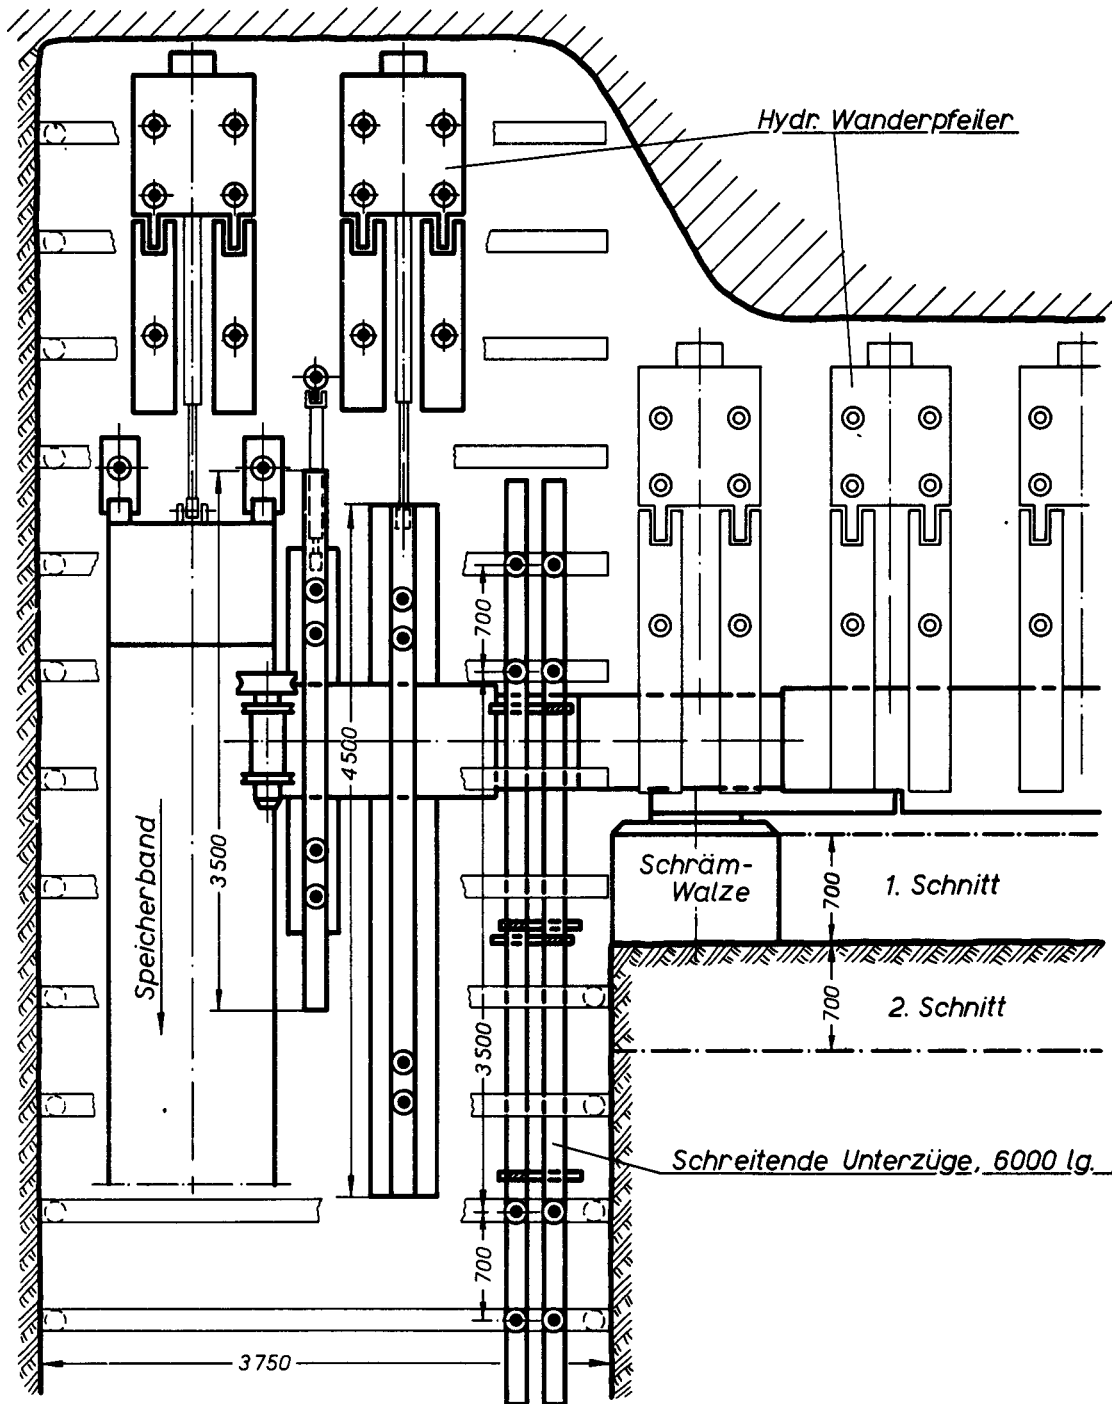 Hydr. Wanderpfeiler
700
4500
3500
Speicherband
Schräm-
Walze
700
1. Schnitt
700
2. Schnitt
3500
Schreitende Unterzüge, 6000 lg.
700
3750